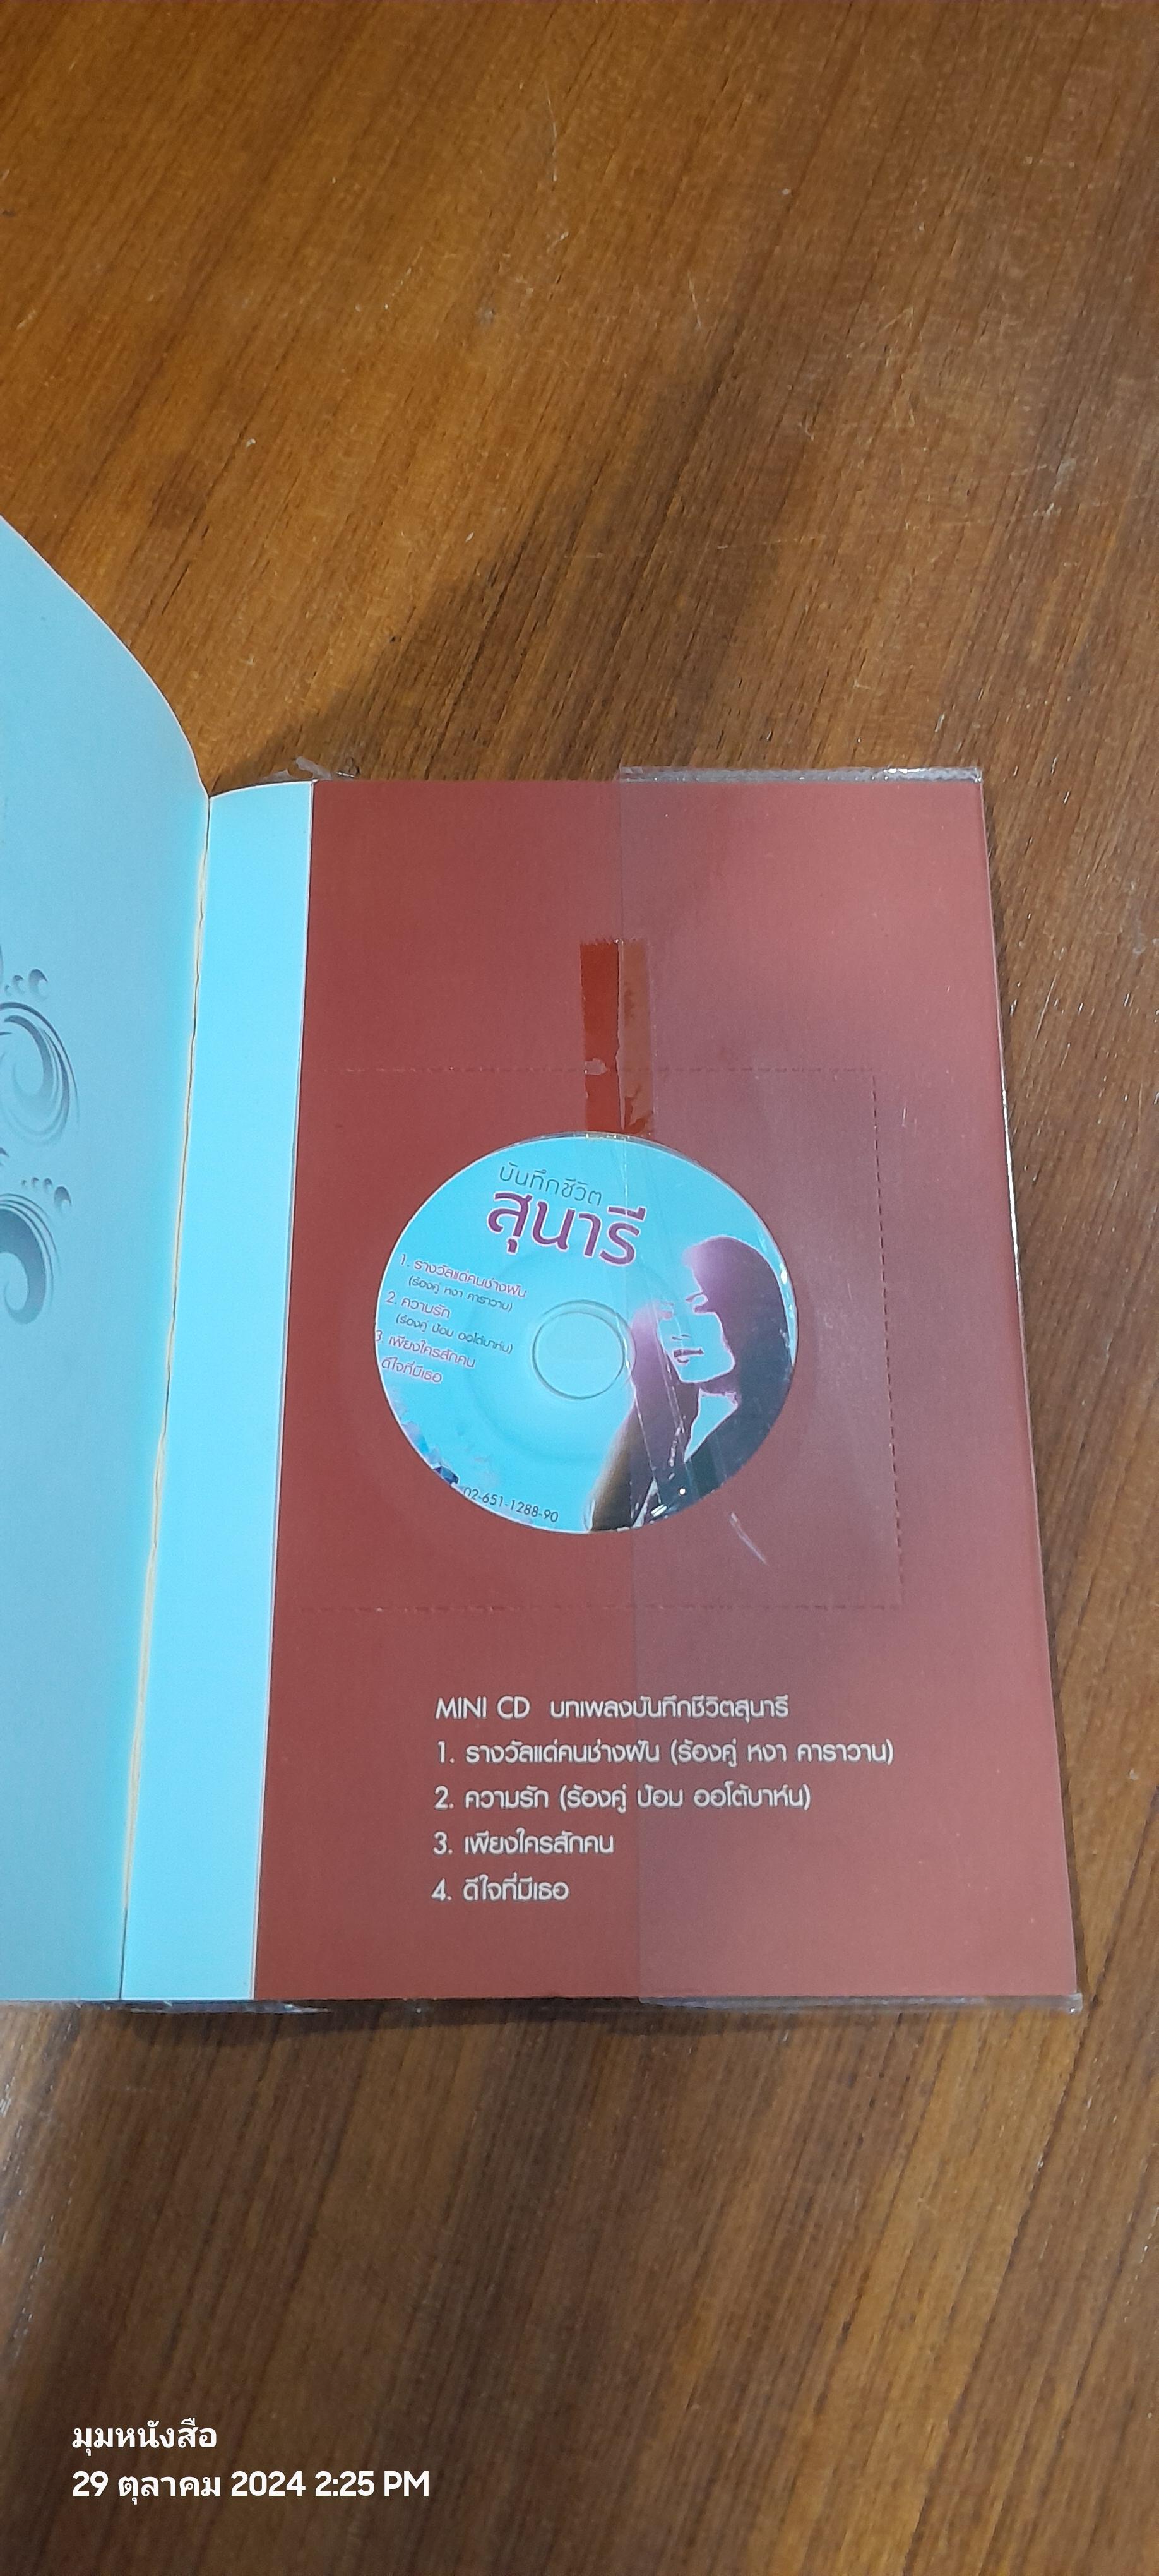 บันทึกชีวิต
สุนารี
1. รางวัลแด่คนช่างฝัน
(ร้องคู่ หงา คาราวาน)
2. ความรัก
(ร้องคู่ ป้อม ออโต้บาห์น)
3. เพียงใครสักคน
ดีใจที่มีเธอ
02-651-1288-90
MINI CD บทเพลงบันทึกชีวิตสุนารี
1. รางวัลแด่คนช่างฝัน (ร้องคู่ หงา คาราวาน)
2. ความรัก (ร้องคู่ ป้อม ออโต้บาห์น)
3. เพียงใครสักคน
4. ดีใจที่มีเธอ
มุมหนังสือ
29 ตุลาคม 2024 2:25 PM